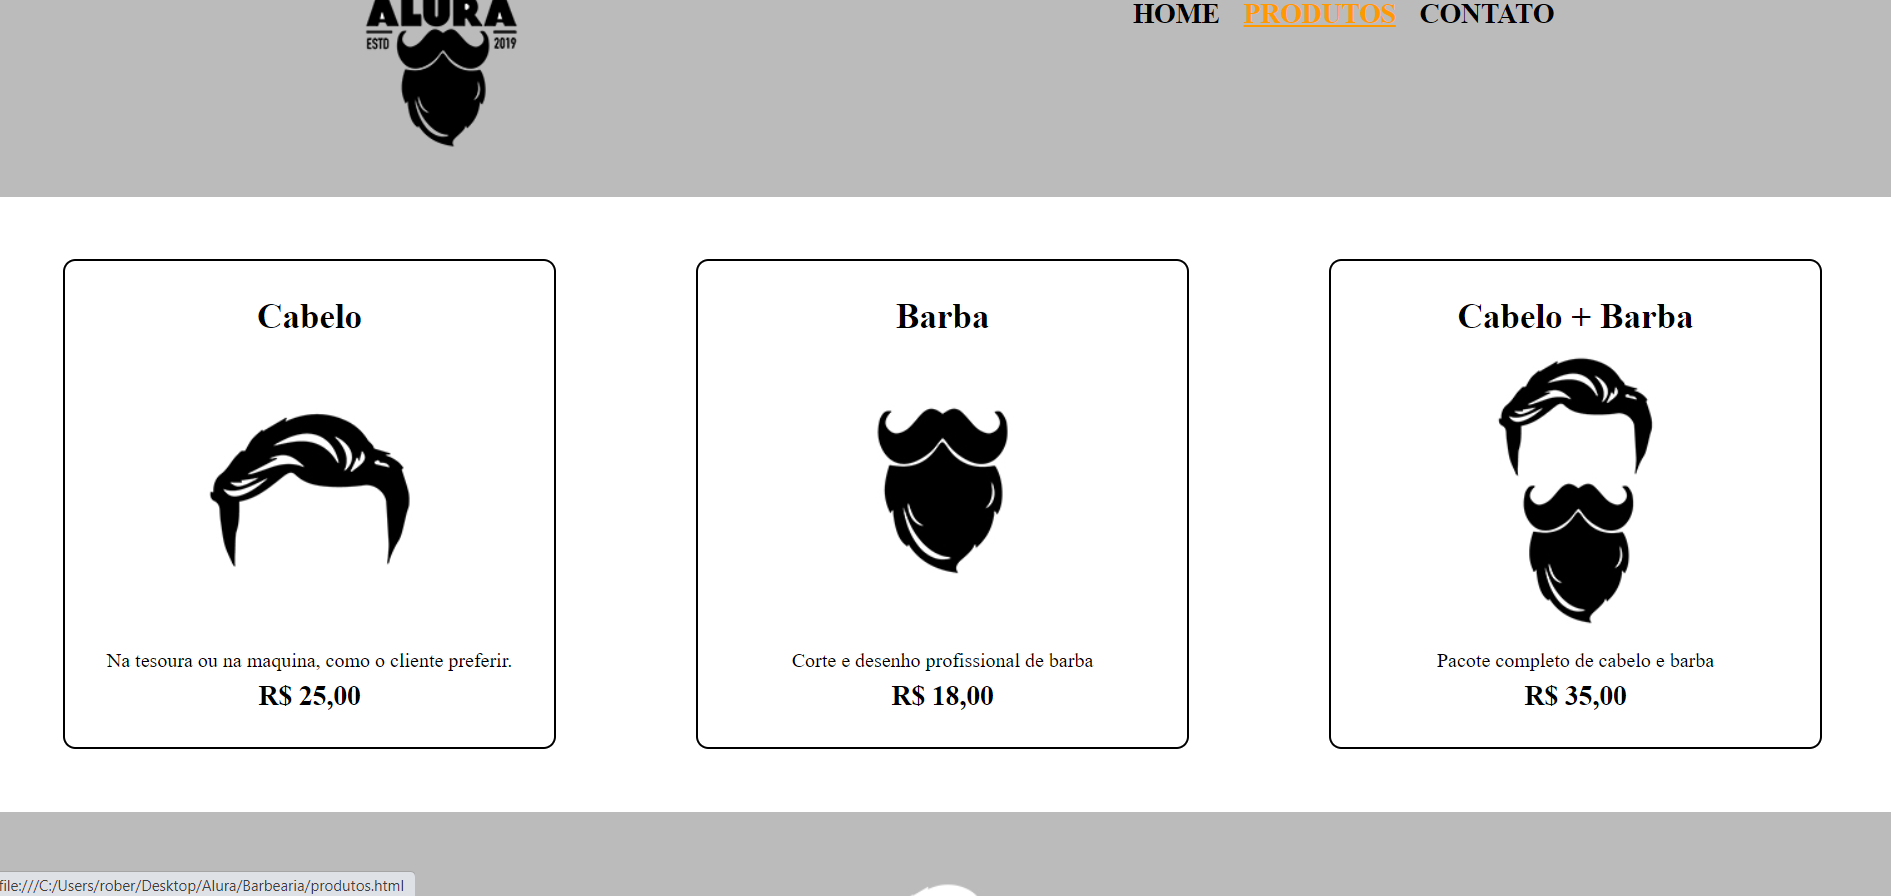 ALURA
ESTD 2019
HOME PRODUTOS CONTATO
Cabelo
Na tesoura ou na maquina, como o cliente preferir.
R$ 25,00
Barba
Corte e desenho profissional de barba
R$ 18,00
Cabelo + Barba
Pacote completo de cabelo e barba
R$ 35,00
file:///C:/Users/rober/Desktop/Alura/Barbearia/produtos.html